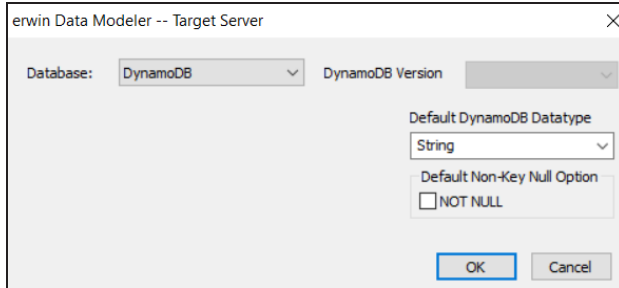 erwin Data Modeler -- Target Server
Database: DynamoDB DynamoDB Version
Default DynamoDB Datatype
String
Default Non-Key Null Option
NOT NULL
OK Cancel